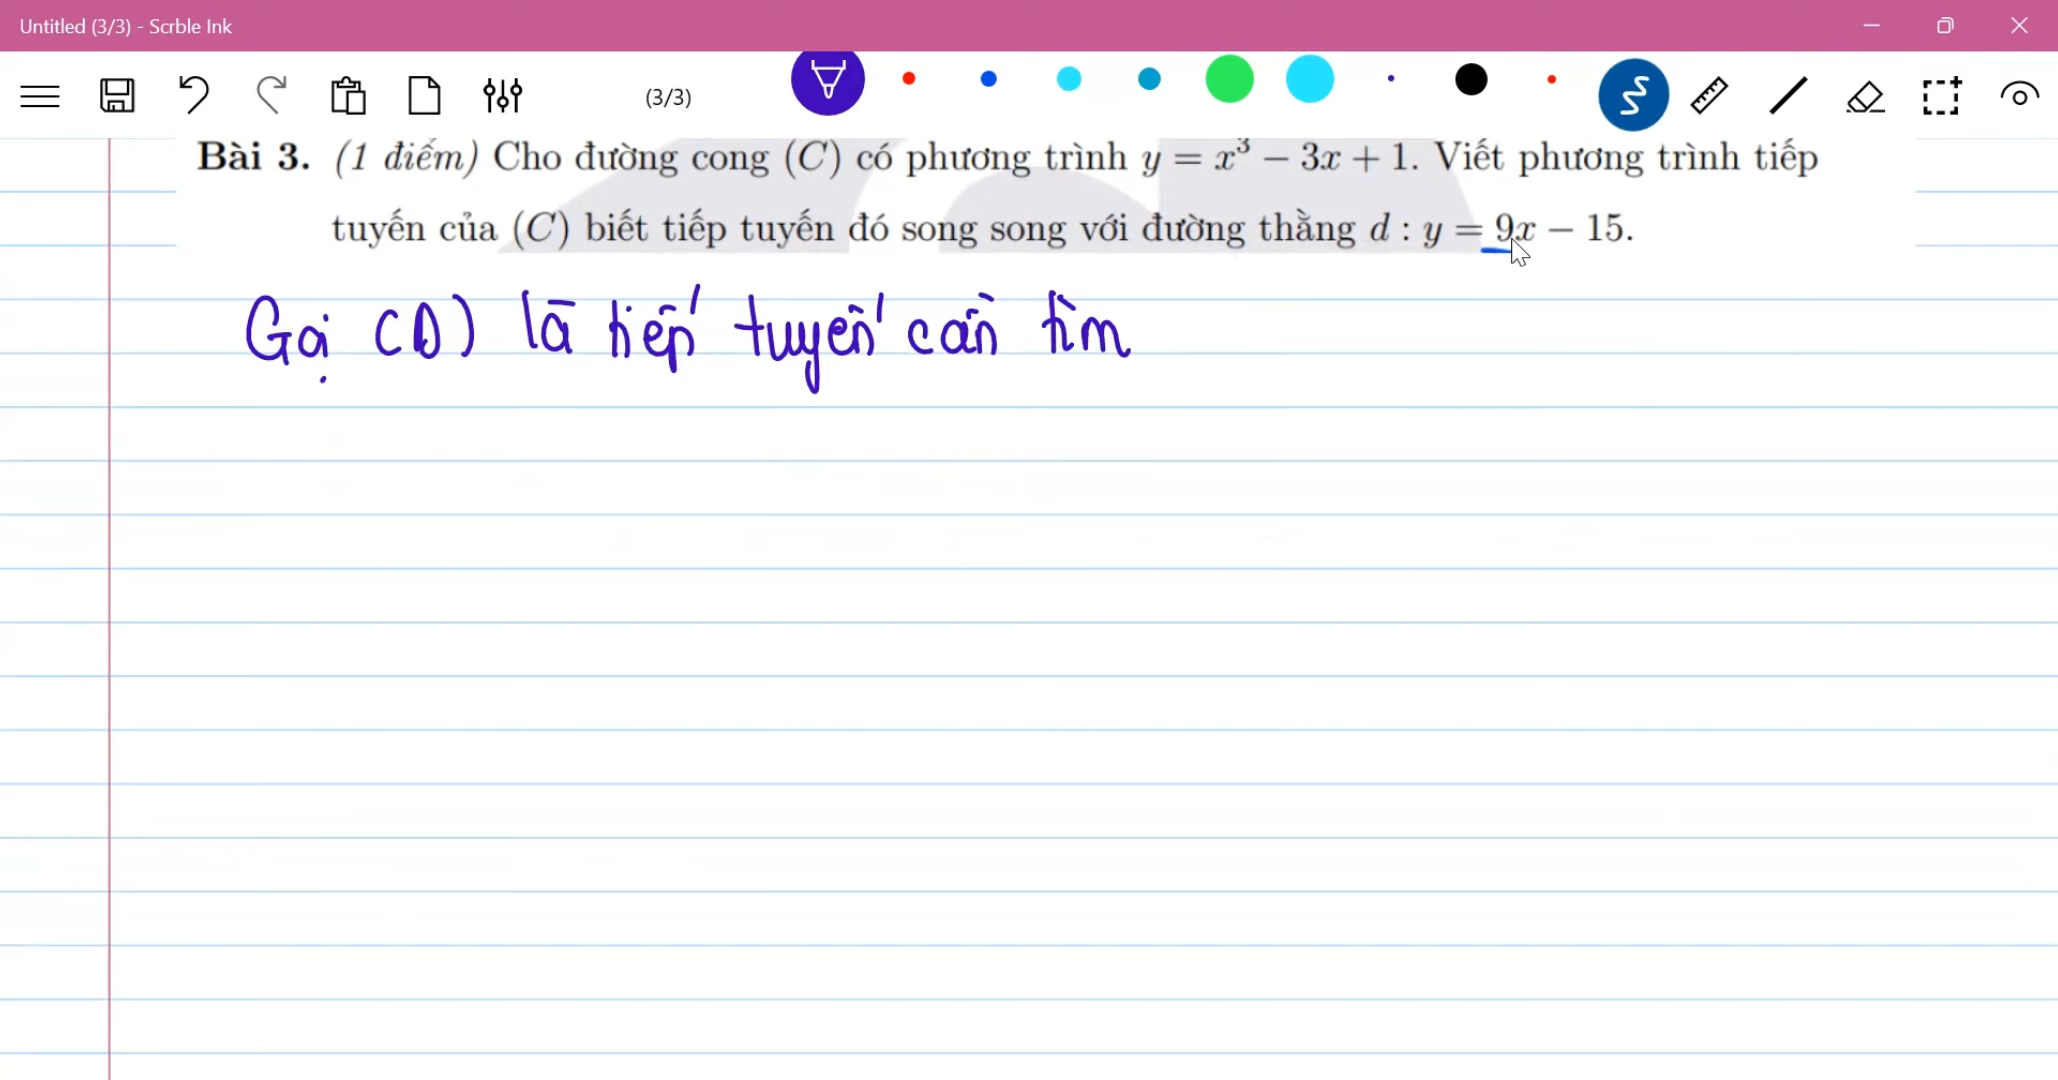 Untitled (3/3) - Scrble Ink
(3/3)
Bài 3. (1 điểm) Cho đường cong (C) có phương trình y = x³ − 3x + 1. Viết phương trình tiếp
tuyến của (C) biết tiếp tuyến đó song song với đường thẳng d : y = 9x − 15.
Gọi (D) là tiếp tuyến cần tìm